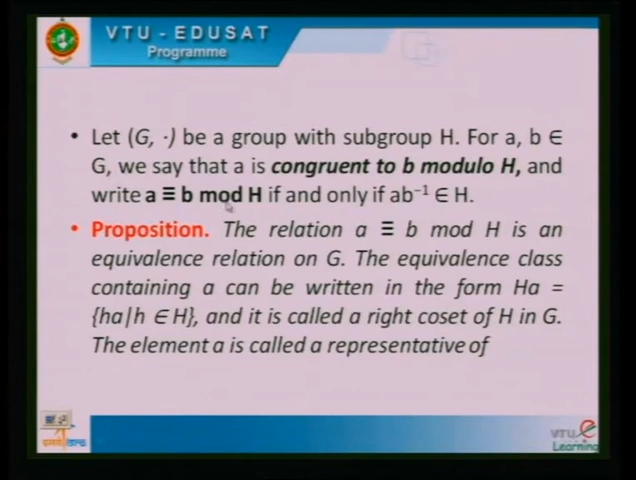 VTU - EDUSAT
Programme
• Let (G, ·) be a group with subgroup H. For a, b ∈
G, we say that a is congruent to b modulo H, and
write a ≡ b mod H if and only if ab⁻¹ ∈ H.
• Proposition. The relation a ≡ b mod H is an
equivalence relation on G. The equivalence class
containing a can be written in the form Ha =
{ha|h ∈ H}, and it is called a right coset of H in G.
The element a is called a representative of
VTU e
Learning